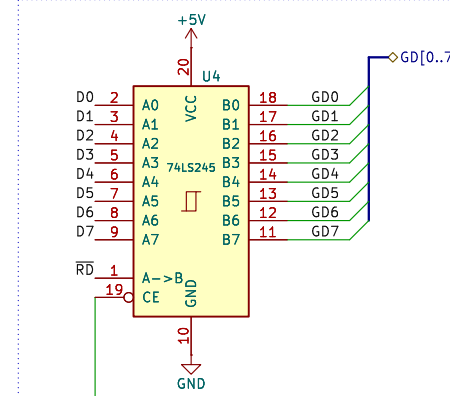 +5V
20
U4
VCC
D0 2 A0 B0 18 GD0
D1 3 A1 B1 17 GD1
D2 4 A2 B2 16 GD2
D3 5 A3 B3 15 GD3
74LS245
D4 6 A4 B4 14 GD4
D5 7 A5 B5 13 GD5
D6 8 A6 B6 12 GD6
D7 9 A7 B7 11 GD7
GD[0..7
RD 1 A->B
19 CE
GND
10
GND